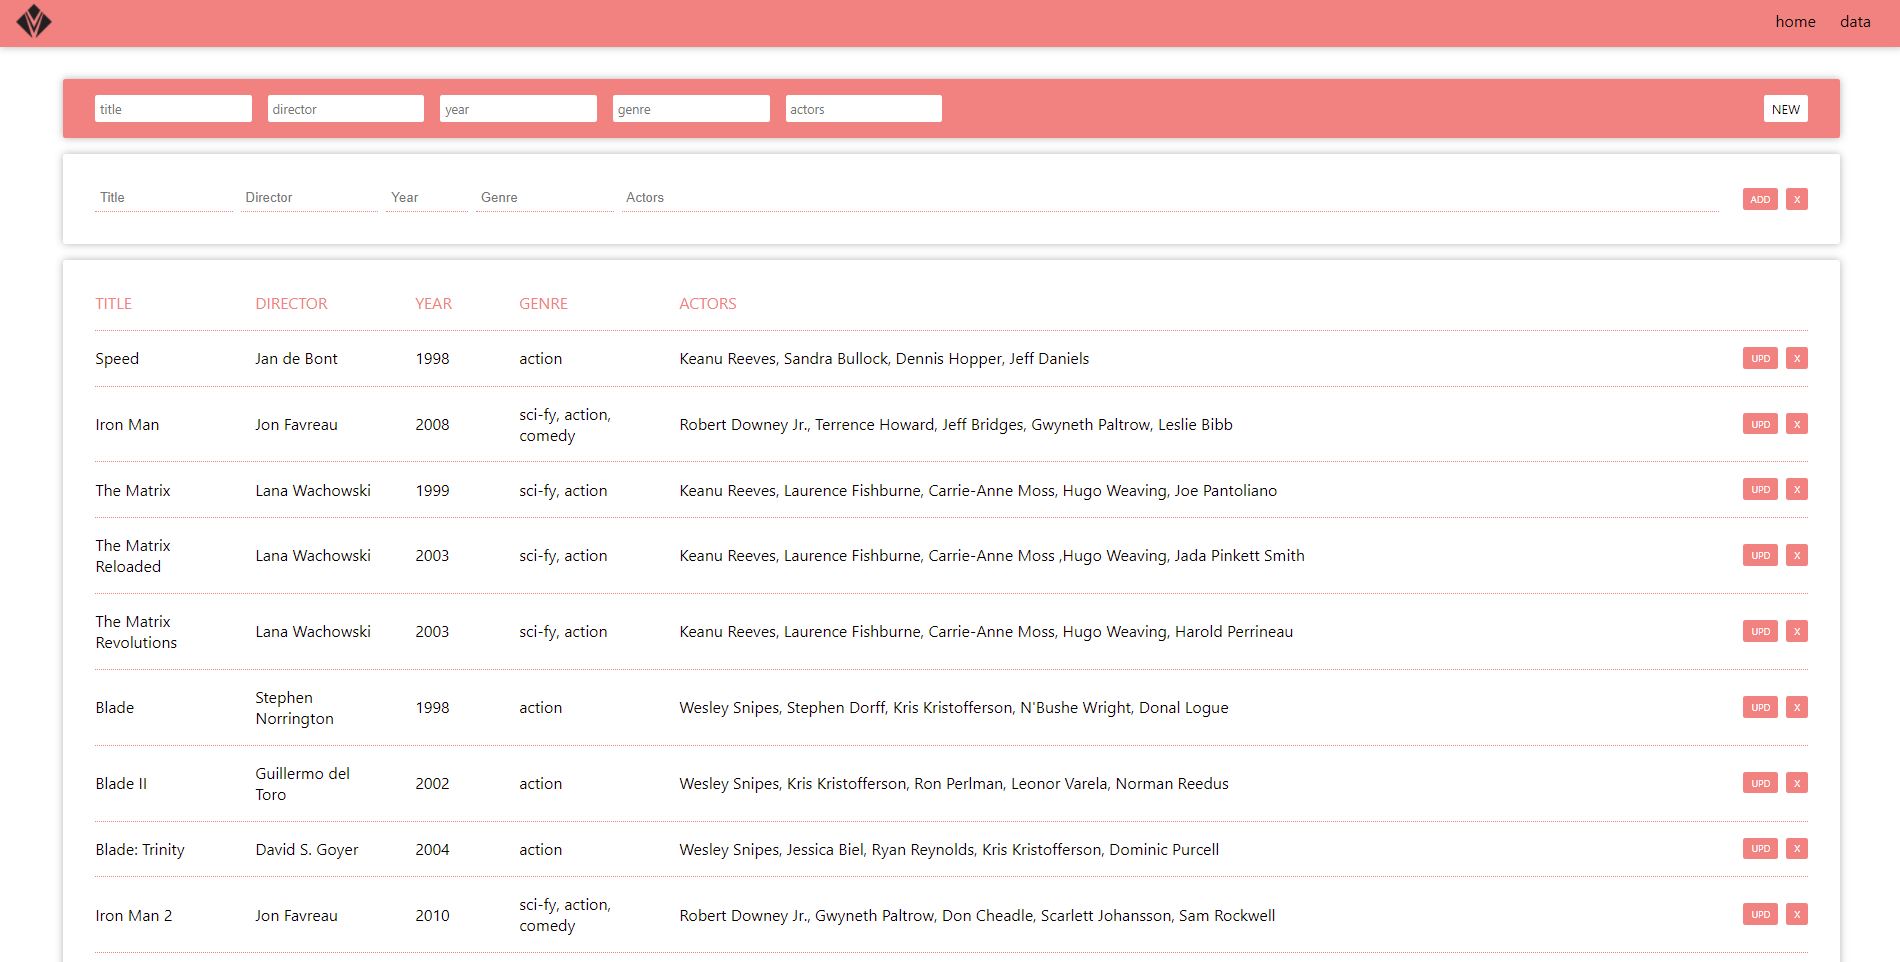 home data
title director year genre actors NEW
Title Director Year Genre Actors ADD X
TITLE DIRECTOR YEAR GENRE ACTORS
Speed Jan de Bont 1998 action Keanu Reeves, Sandra Bullock, Dennis Hopper, Jeff Daniels UPD X
Iron Man Jon Favreau 2008 sci-fy, action,
comedy Robert Downey Jr., Terrence Howard, Jeff Bridges, Gwyneth Paltrow, Leslie Bibb UPD X
The Matrix Lana Wachowski 1999 sci-fy, action Keanu Reeves, Laurence Fishburne, Carrie-Anne Moss, Hugo Weaving, Joe Pantoliano UPD X
The Matrix
Reloaded Lana Wachowski 2003 sci-fy, action Keanu Reeves, Laurence Fishburne, Carrie-Anne Moss ,Hugo Weaving, Jada Pinkett Smith UPD X
The Matrix
Revolutions Lana Wachowski 2003 sci-fy, action Keanu Reeves, Laurence Fishburne, Carrie-Anne Moss, Hugo Weaving, Harold Perrineau UPD X
Blade Stephen
Norrington 1998 action Wesley Snipes, Stephen Dorff, Kris Kristofferson, N'Bushe Wright, Donal Logue UPD X
Blade II Guillermo del
Toro 2002 action Wesley Snipes, Kris Kristofferson, Ron Perlman, Leonor Varela, Norman Reedus UPD X
Blade: Trinity David S. Goyer 2004 action Wesley Snipes, Jessica Biel, Ryan Reynolds, Kris Kristofferson, Dominic Purcell UPD X
Iron Man 2 Jon Favreau 2010 sci-fy, action,
comedy Robert Downey Jr., Gwyneth Paltrow, Don Cheadle, Scarlett Johansson, Sam Rockwell UPD X